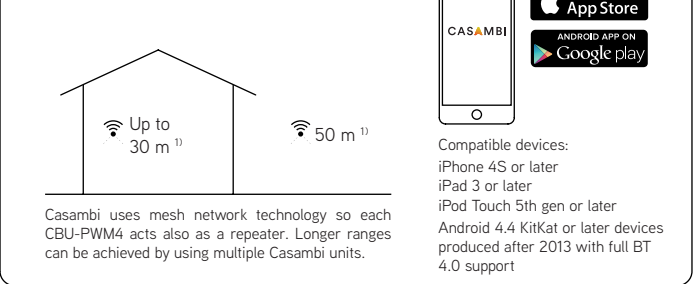 Up to
30 m 1)
50 m 1)
Casambi uses mesh network technology so each
CBU-PWM4 acts also as a repeater. Longer ranges
can be achieved by using multiple Casambi units.
CASAMBI
App Store
ANDROID APP ON
Google play
Compatible devices:
iPhone 4S or later
iPad 3 or later
iPod Touch 5th gen or later
Android 4.4 KitKat or later devices
produced after 2013 with full BT
4.0 support